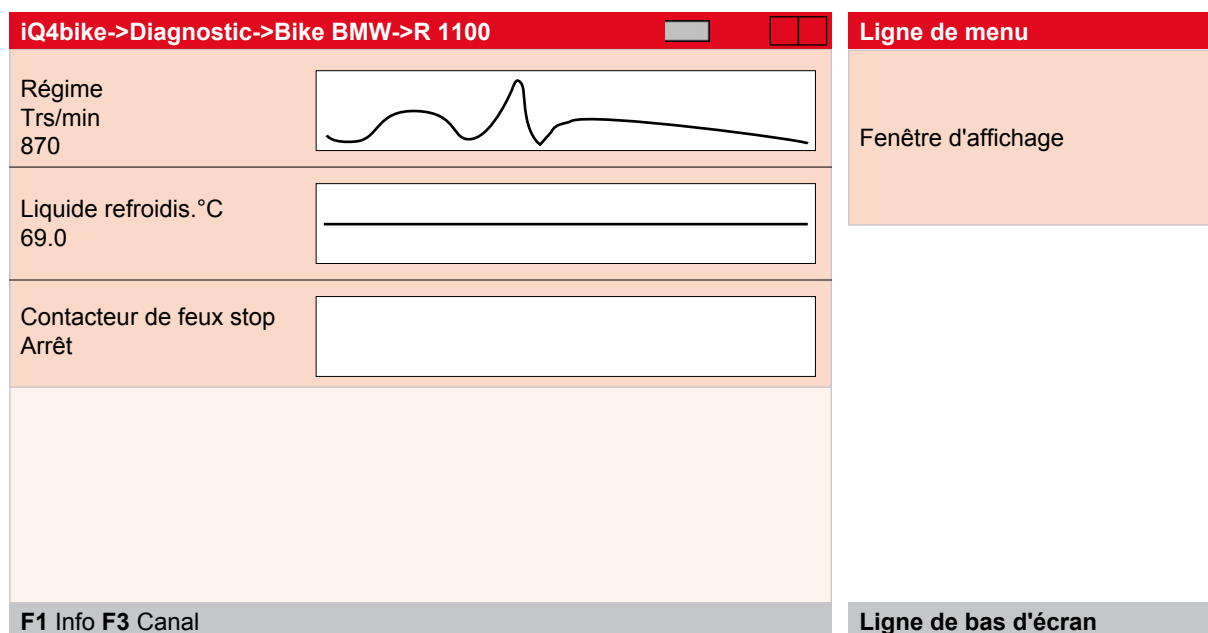 iQ4bike->Diagnostic->Bike BMW->R 1100
Ligne de menu
Régime
Trs/min
870
Fenêtre d'affichage
Liquide refroidis.°C
69.0
Contacteur de feux stop
Arrêt
F1 Info F3 Canal
Ligne de bas d'écran